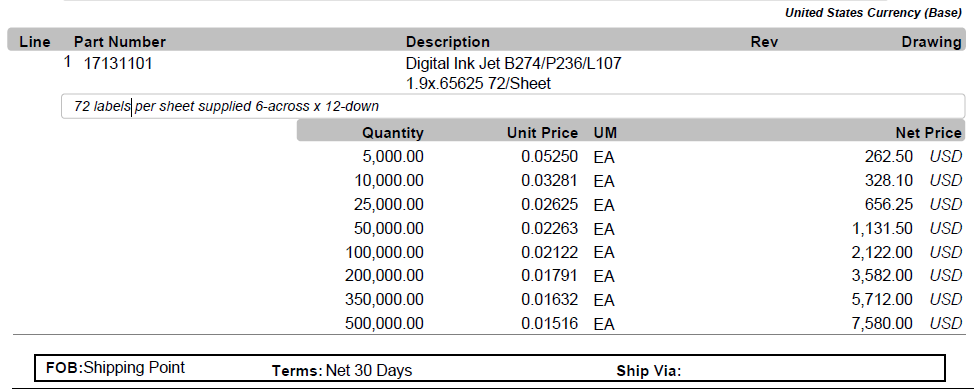 United States Currency (Base)
Line Part Number Description Rev Drawing
1 17131101 Digital Ink Jet B274/P236/L107
1.9x.65625 72/Sheet
72 labels per sheet supplied 6-across x 12-down
Quantity Unit Price UM Net Price
5,000.00 0.05250 EA 262.50 USD
10,000.00 0.03281 EA 328.10 USD
25,000.00 0.02625 EA 656.25 USD
50,000.00 0.02263 EA 1,131.50 USD
100,000.00 0.02122 EA 2,122.00 USD
200,000.00 0.01791 EA 3,582.00 USD
350,000.00 0.01632 EA 5,712.00 USD
500,000.00 0.01516 EA 7,580.00 USD
FOB:Shipping Point Terms: Net 30 Days Ship Via: